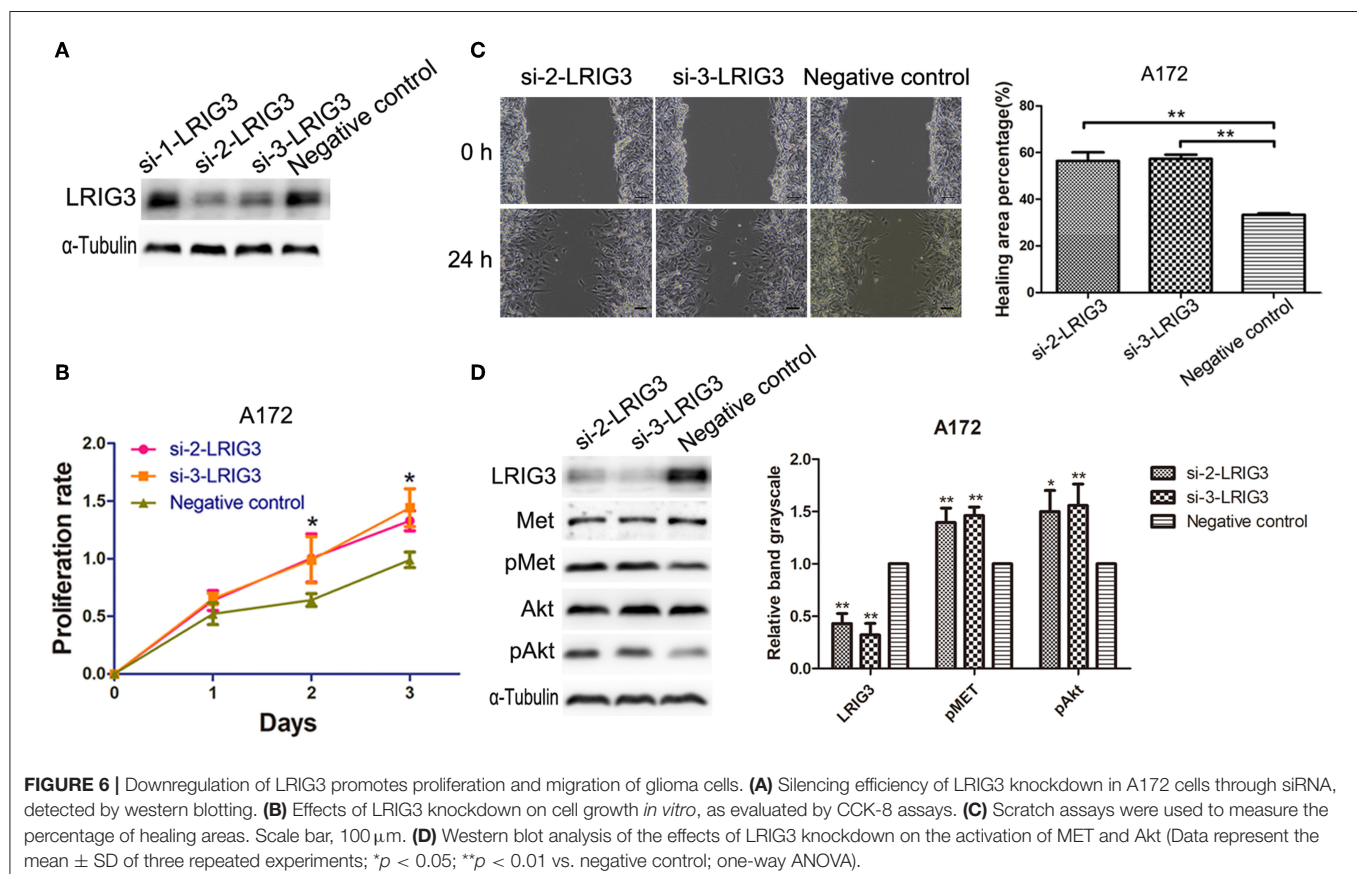 A
si-1-LRIG3
si-2-LRIG3
si-3-LRIG3
Negative control
LRIG3
α-Tubulin
B
A172
si-2-LRIG3
si-3-LRIG3
Negative control
Proliferation rate
2.0
1.5
1.0
0.5
0.0
*
*
0
1
2
3
Days
C
si-2-LRIG3
si-3-LRIG3
Negative control
0 h
24 h
A172
Healing area percentage(%)
80
60
40
20
0
**
**
si-2-LRIG3
si-3-LRIG3
Negative control
D
si-2-LRIG3
si-3-LRIG3
Negative control
LRIG3
Met
pMet
Akt
pAkt
α-Tubulin
A172
Relative band grayscale
2.0
1.5
1.0
0.5
0.0
** **
** **
* **
LRIG3
pMET
pAkt
si-2-LRIG3
si-3-LRIG3
Negative control
FIGURE 6 | Downregulation of LRIG3 promotes proliferation and migration of glioma cells. (A) Silencing efficiency of LRIG3 knockdown in A172 cells through siRNA,
detected by western blotting. (B) Effects of LRIG3 knockdown on cell growth in vitro, as evaluated by CCK-8 assays. (C) Scratch assays were used to measure the
percentage of healing areas. Scale bar, 100 μm. (D) Western blot analysis of the effects of LRIG3 knockdown on the activation of MET and Akt (Data represent the
mean ± SD of three repeated experiments; *p < 0.05; **p < 0.01 vs. negative control; one-way ANOVA).